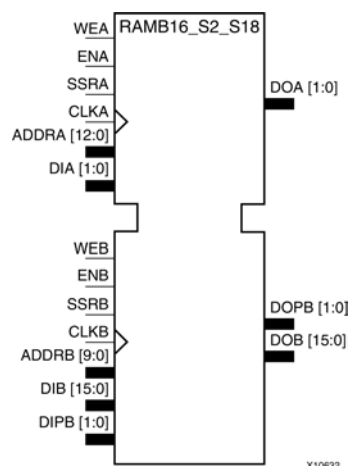 WEA
RAMB16_S2_S18
ENA
SSRA
DOA [1:0]
CLKA
ADDRA [12:0]
DIA [1:0]
WEB
ENB
SSRB
DOPB [1:0]
CLKB
DOB [15:0]
ADDRB [9:0]
DIB [15:0]
DIPB [1:0]
X10633